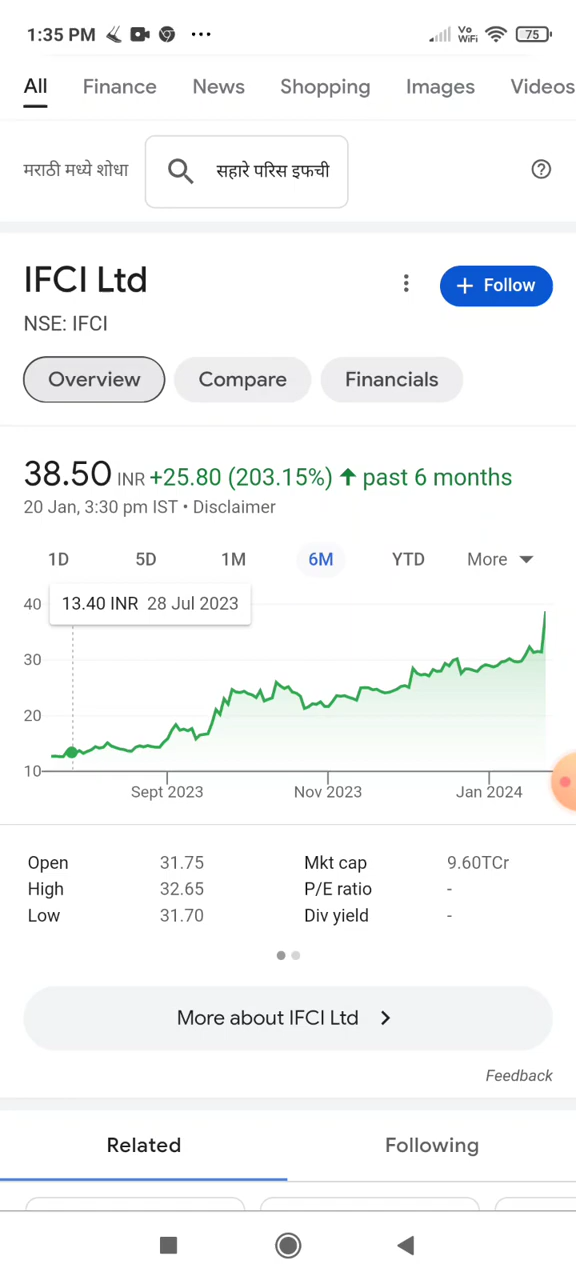 1:35 PM ... Vo WiFi 75
All Finance News Shopping Images Videos
मराठी मध्ये शोधा सहारे परिस इफची
IFCI Ltd
+ Follow
NSE: IFCI
Overview Compare Financials
38.50 INR +25.80 (203.15%) ↑ past 6 months
20 Jan, 3:30 pm IST • Disclaimer
1D 5D 1M 6M YTD More
40
13.40 INR 28 Jul 2023
30
20
10
Sept 2023 Nov 2023 Jan 2024
Open 31.75 Mkt cap 9.60TCr
High 32.65 P/E ratio -
Low 31.70 Div yield -
More about IFCI Ltd >
Feedback
Related Following